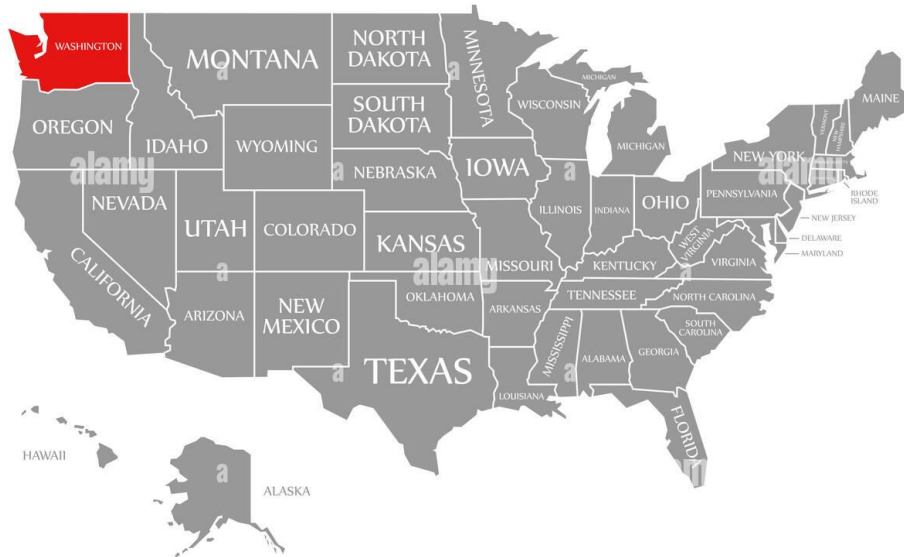 WASHINGTON
MONTANA
NORTH
DAKOTA
MINNESOTA
MICHIGAN
WISCONSIN
MAINE
VERMONT
NEW
HAMPSHIRE
OREGON
IDAHO
WYOMING
SOUTH
DAKOTA
IOWA
MICHIGAN
NEW YORK
NEBRASKA
NEVADA
UTAH
COLORADO
KANSAS
ILLINOIS
INDIANA
OHIO
PENNSYLVANIA
RHODE
ISLAND
NEW JERSEY
DELAWARE
MARYLAND
WEST
VIRGINIA
VIRGINIA
CALIFORNIA
MISSOURI
KENTUCKY
ARIZONA
NEW
MEXICO
OKLAHOMA
ARKANSAS
TENNESSEE
NORTH CAROLINA
SOUTH
CAROLINA
TEXAS
LOUISIANA
MISSISSIPPI
ALABAMA
GEORGIA
FLORIDA
HAWAII
ALASKA
alamy
alamy
alamy
a
a
a
a
a
a
a
a
a